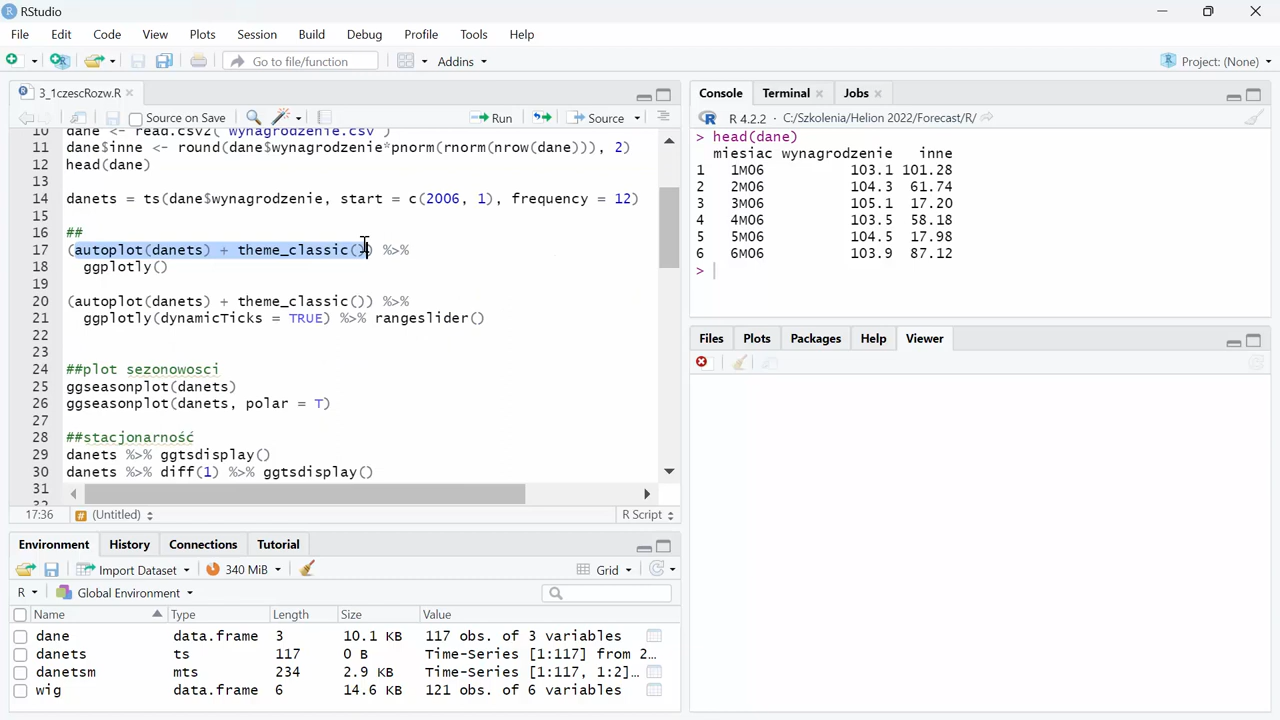 RStudio
File Edit Code View Plots Session Build Debug Profile Tools Help
Go to file/function Addins Project: (None)
3_1czescRozw.R
Source on Save Run Source
10 dane <- read.csv2("wynagrodzenie.csv")
11 dane$inne <- round(dane$wynagrodzenie*pnorm(rnorm(nrow(dane))), 2)
12 head(dane)
13
14 danets = ts(dane$wynagrodzenie, start = c(2006, 1), frequency = 12)
15
16 ##
17 (autoplot(danets) + theme_classic()) %>%
18 ggplotly()
19
20 (autoplot(danets) + theme_classic()) %>%
21 ggplotly(dynamicTicks = TRUE) %>% rangeslider()
22
23
24 ##plot sezonowosci
25 ggseasonplot(danets)
26 ggseasonplot(danets, polar = T)
27
28 ##stacjonarność
29 danets %>% ggtsdisplay()
30 danets %>% diff(1) %>% ggtsdisplay()
31
17:36 # (Untitled) R Script
Environment History Connections Tutorial
Import Dataset 340 MiB Grid
R Global Environment
Name Type Length Size Value
dane data.frame 3 10.1 KB 117 obs. of 3 variables
danets ts 117 0 B Time-Series [1:117] from 2…
danetsm mts 234 2.9 KB Time-Series [1:117, 1:2]…
wig data.frame 6 14.6 KB 121 obs. of 6 variables
Console Terminal Jobs
R 4.2.2 · C:/Szkolenia/Helion 2022/Forecast/R/
> head(dane)
miesiac wynagrodzenie inne
1 1M06 103.1 101.28
2 2M06 104.3 61.74
3 3M06 105.1 17.20
4 4M06 103.5 58.18
5 5M06 104.5 17.98
6 6M06 103.9 87.12
>
Files Plots Packages Help Viewer